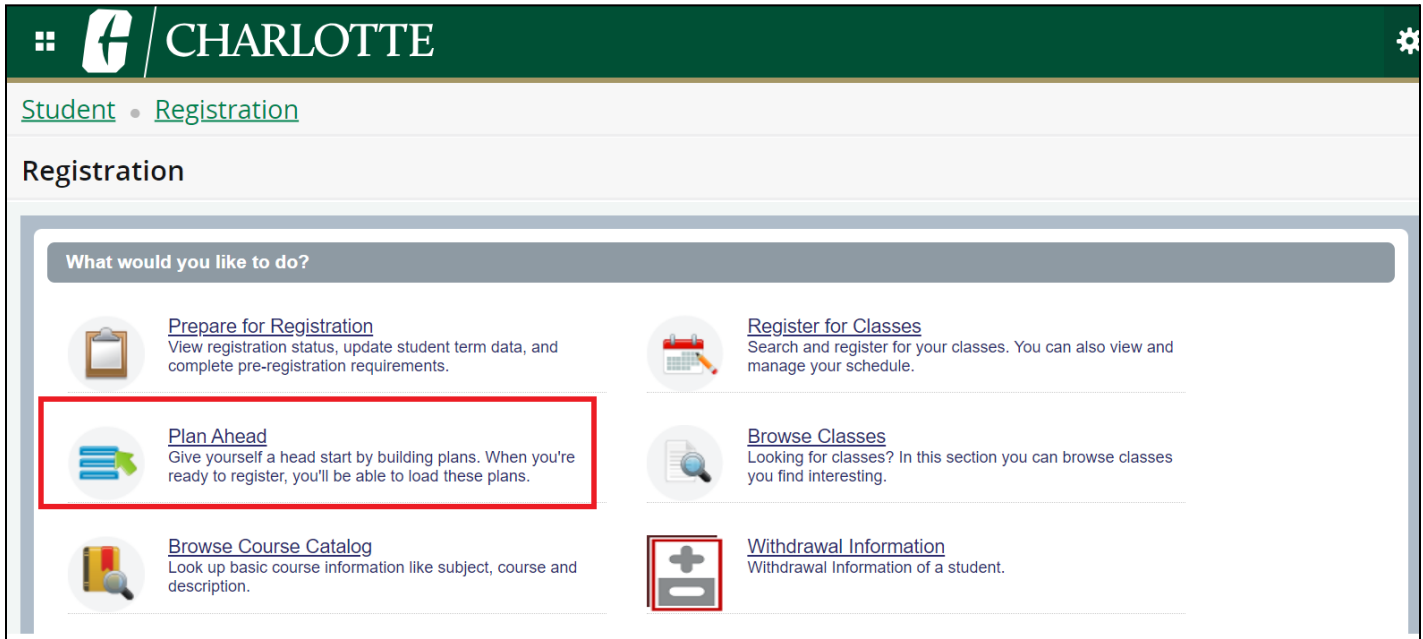 CHARLOTTE
Student • Registration
Registration
What would you like to do?
Prepare for Registration
View registration status, update student term data, and
complete pre-registration requirements.
Register for Classes
Search and register for your classes. You can also view and
manage your schedule.
Plan Ahead
Give yourself a head start by building plans. When you're
ready to register, you'll be able to load these plans.
Browse Classes
Looking for classes? In this section you can browse classes
you find interesting.
Browse Course Catalog
Look up basic course information like subject, course and
description.
Withdrawal Information
Withdrawal Information of a student.